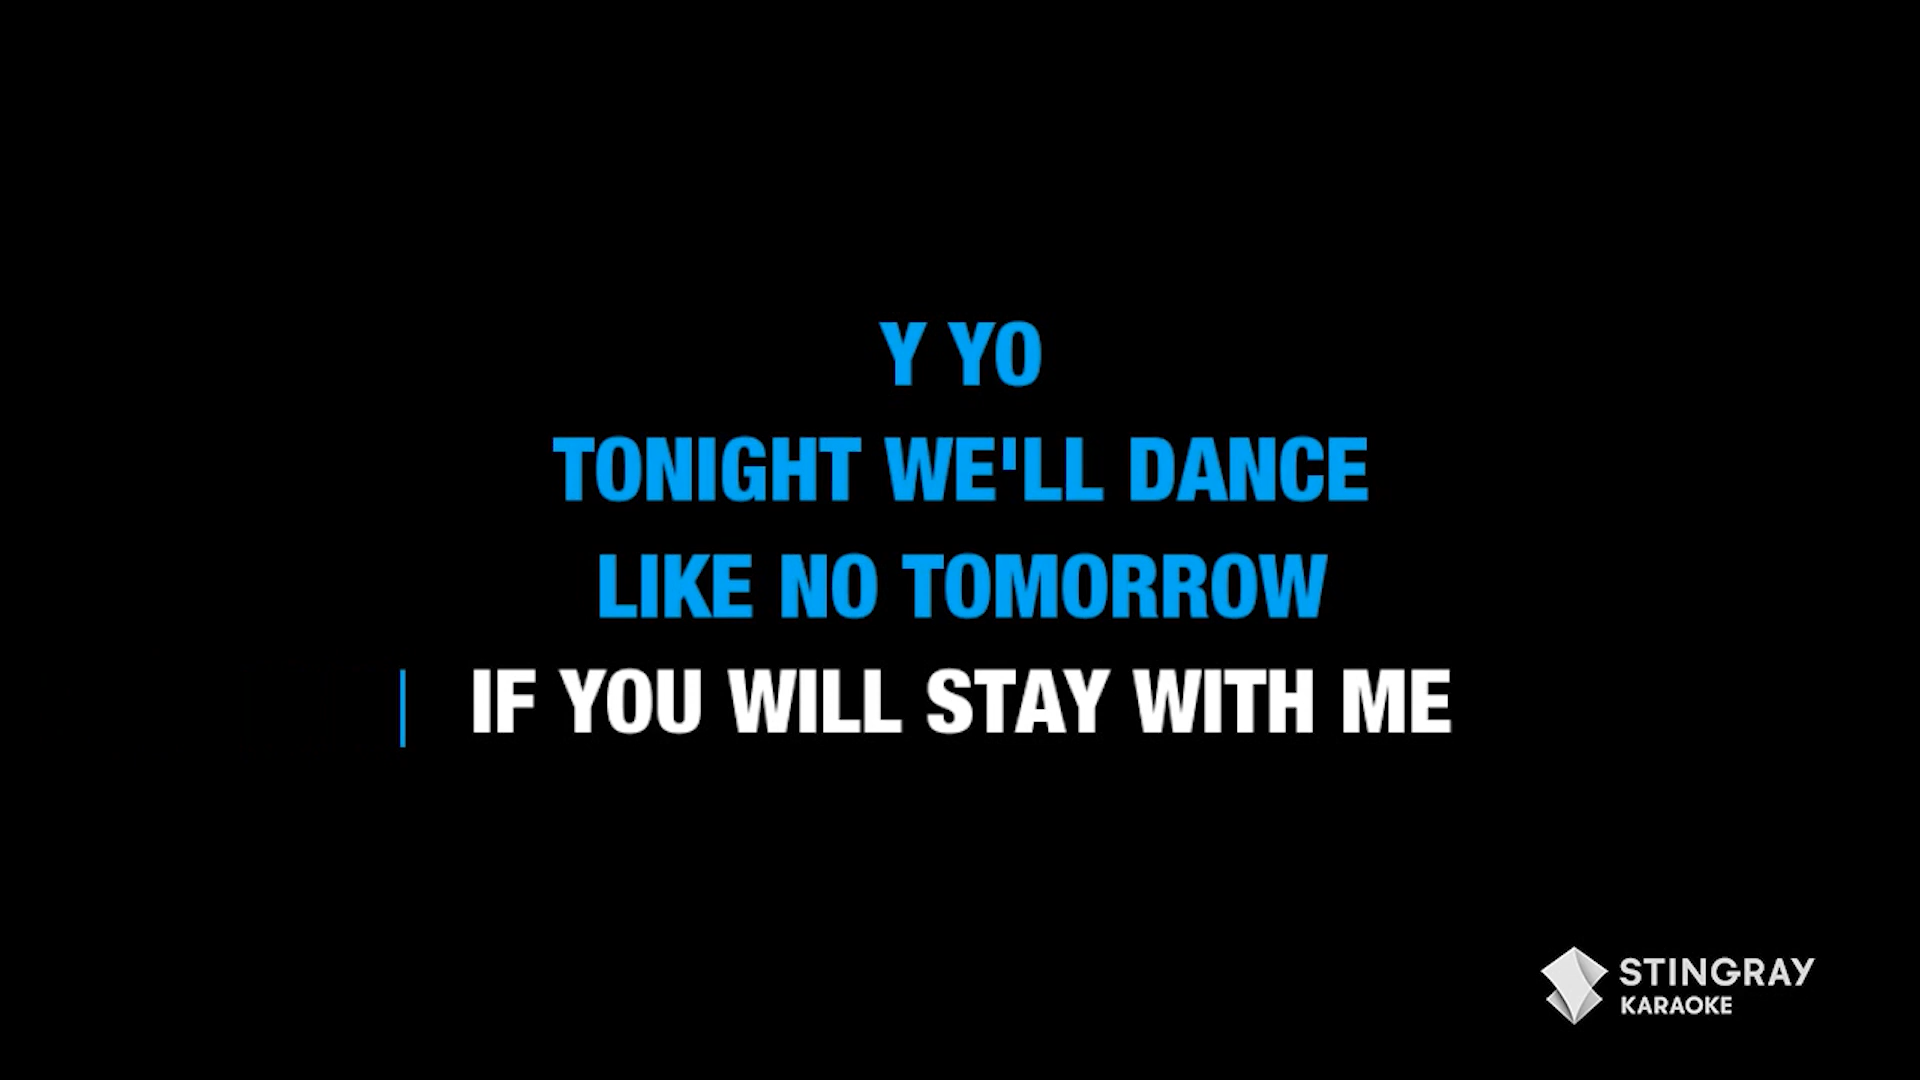 Y YO
TONIGHT WE'LL DANCE
LIKE NO TOMORROW
IF YOU WILL STAY WITH ME
STINGRAY
KARAOKE